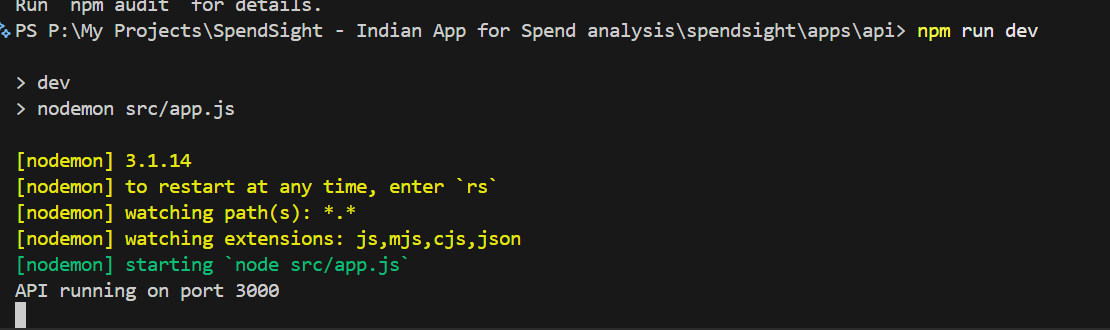 Run  npm audit  for details.
PS P:\My Projects\SpendSight - Indian App for Spend analysis\spendsight\apps\api> npm run dev
> dev
> nodemon src/app.js
[nodemon] 3.1.14
[nodemon] to restart at any time, enter `rs`
[nodemon] watching path(s): *.*
[nodemon] watching extensions: js,mjs,cjs,json
[nodemon] starting `node src/app.js`
API running on port 3000